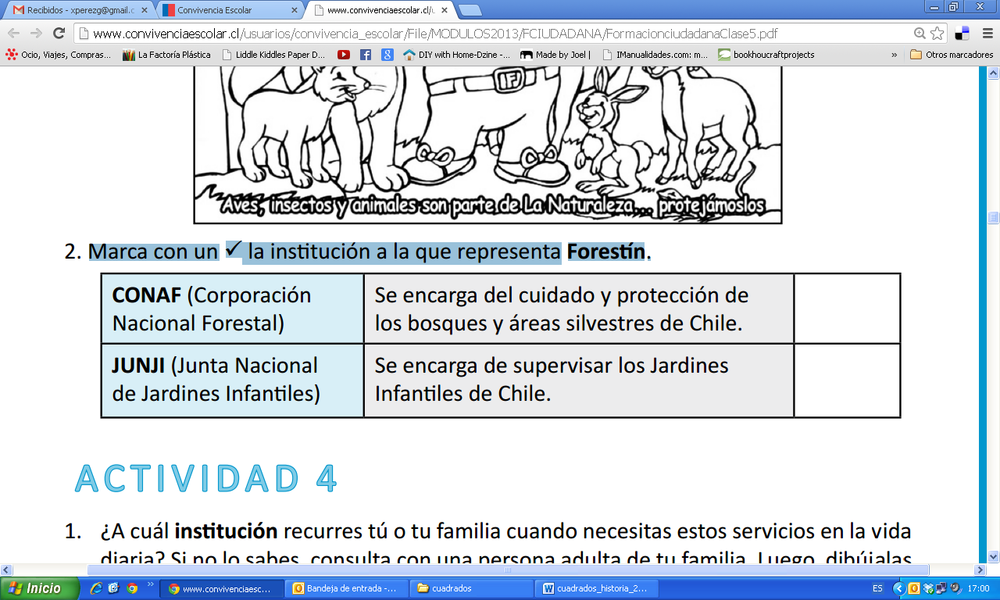 Recibidos - xperezg@gmail.c
Convivencia Escolar
www.convivenciaescolar.cl/u
www.convivenciaescolar.cl/usuarios/convivencia_escolar/File/MODULOS2013/FCIUDADANA/FormacionciudadanaClase5.pdf
Ocio, Viajes, Compras...
La Factoría Plástica
Liddle Kiddles Paper D...
DIY with Home-Dzine -...
Made by Joel |
IManualidades.com: m...
bookhoucraftprojects
»
Otros marcadores
IFI
Aves, insectos y animales son parte de La Naturaleza... protejámoslos
2. Marca con un ✓ la institución a la que representa Forestín.
CONAF (Corporación
Nacional Forestal)
Se encarga del cuidado y protección de
los bosques y áreas silvestres de Chile.
JUNJI (Junta Nacional
de Jardines Infantiles)
Se encarga de supervisar los Jardines
Infantiles de Chile.
ACTIVIDAD 4
1. ¿A cuál institución recurres tú o tu familia cuando necesitas estos servicios en la vida
diaria? Si no lo sabes, consulta con una persona adulta de tu familia. Luego, dibújalas
Inicio
»
www.convivenciaesc...
Bandeja de entrada -...
cuadrados
cuadrados_historia_2...
ES
17:00